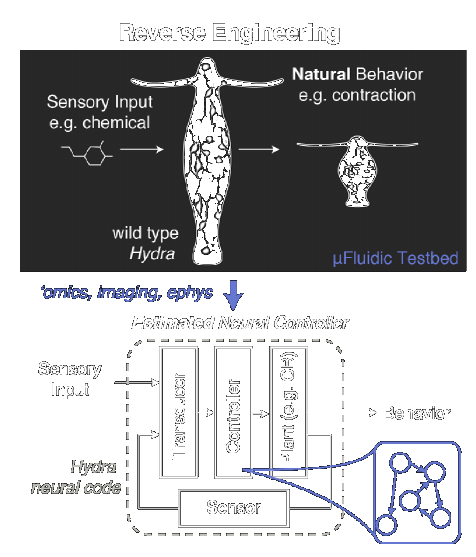 Reverse Engineering
Sensory Input
e.g. chemical
Natural Behavior
e.g. contraction
wild type
Hydra
µFluidic Testbed
'omics, imaging, ephys
Estimated Neural Controller
Sensory
Input
Transducer
Controller
Plant (e.g. CB)
Behavior
Hydra
neural code
Sensor